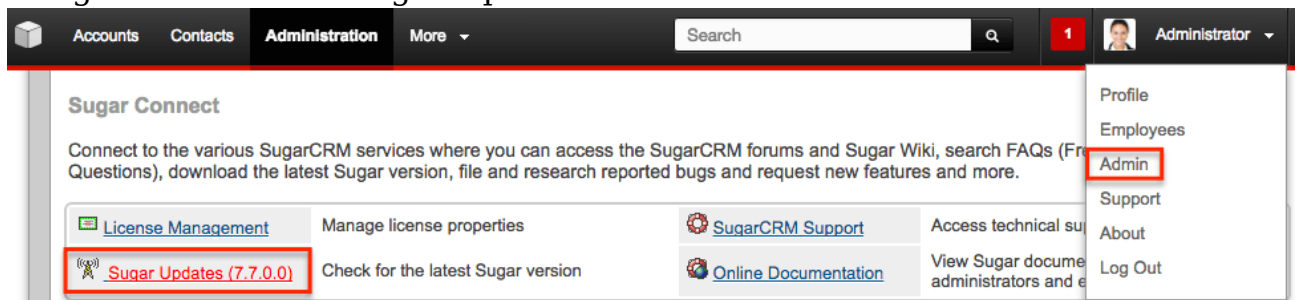 Accounts Contacts Administration More Search 1 Administrator
Sugar Connect
Connect to the various SugarCRM services where you can access the SugarCRM forums and Sugar Wiki, search FAQs
Questions), download the latest Sugar version, file and research reported bugs and request new features and more.
License Management Manage license properties SugarCRM Support Access technical
Sugar Updates (7.7.0.0) Check for the latest Sugar version Online Documentation View Sugar
administrators and
Profile
Employees
Admin
Support
About
Log Out